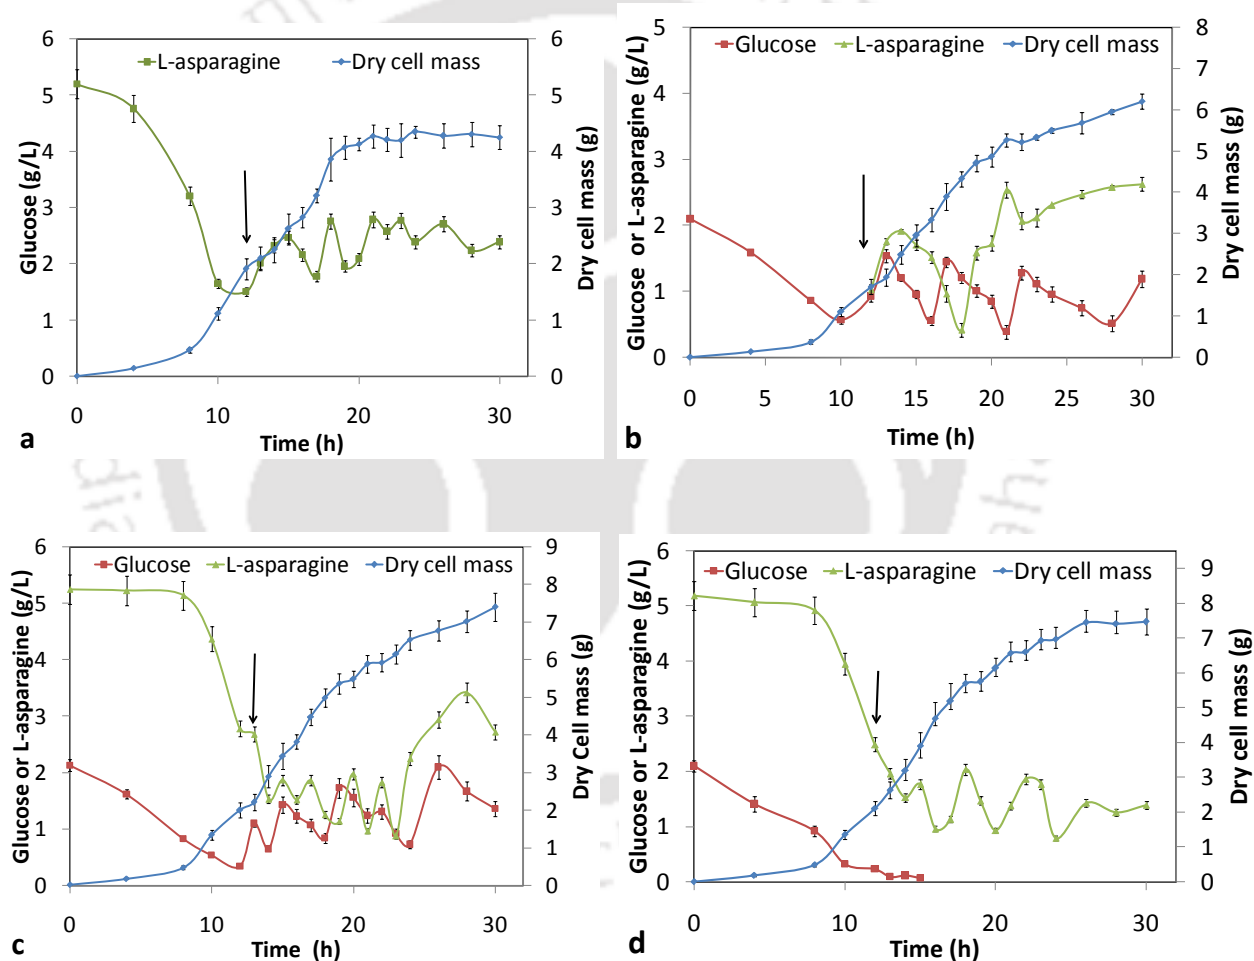 L-asparagine Dry cell mass
Glucose (g/L)
Dry cell mass (g)
6
5
4
3
2
1
0
6
5
4
3
2
1
0
0 10 20 30
Time (h)
a
Glucose L-asparagine Dry cell mass
Glucose or L-asparagine (g/L)
Dry cell mass (g)
5
4
3
2
1
0
8
7
6
5
4
3
2
1
0
0 5 10 15 20 25 30
Time (h)
b
Glucose L-asparagine Dry cell mass
Glucose or L-asparagine (g/L)
Dry Cell mass (g)
6
5
4
3
2
1
0
9
8
7
6
5
4
3
2
1
0
0 10 20 30
Time (h)
c
Glucose L-asparagine Dry cell mass
Glucose or L-asparagine (g/L)
Dry cell mass (g)
6
5
4
3
2
1
0
9
8
7
6
5
4
3
2
1
0
0 10 20 30
Time (h)
d